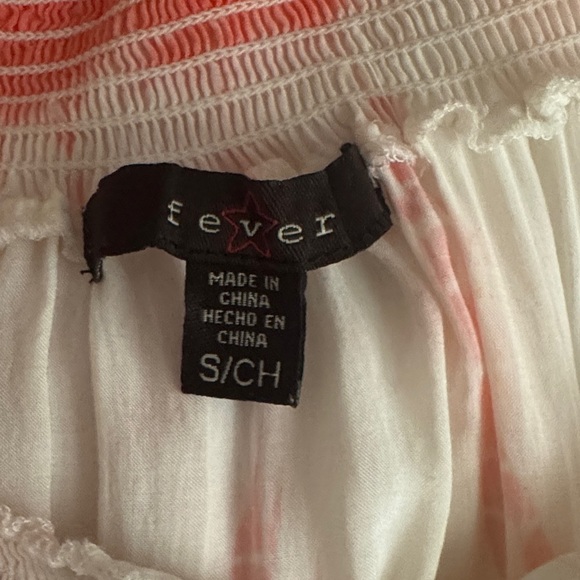 fever
MADE IN
CHINA
HECHO EN
CHINA
S/CH